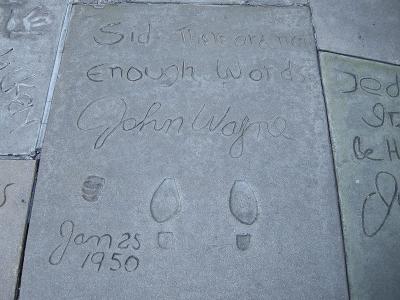 Sid There are not
Enough Words
John Wayne
Jan 25
1950